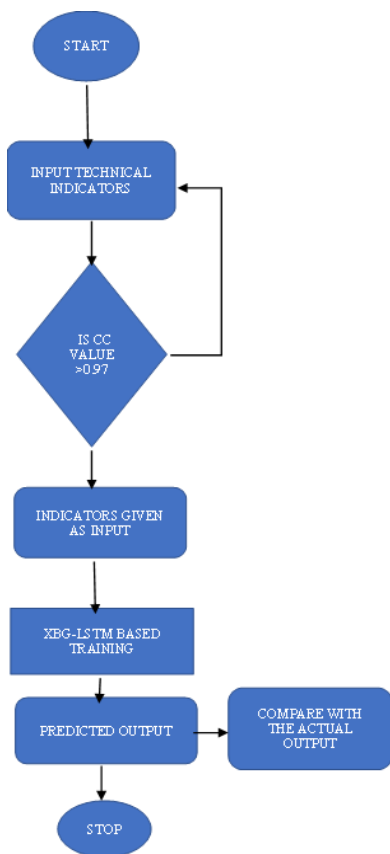 START
INPUT TECHNICAL
INDICATORS
IS CC
VALUE
>0.97
INDICATORS GIVEN
AS INPUT
XBG-LSTM BASED
TRAINING
PREDICTED OUTPUT
COMPARE WITH
THE ACTUAL
OUTPUT
STOP